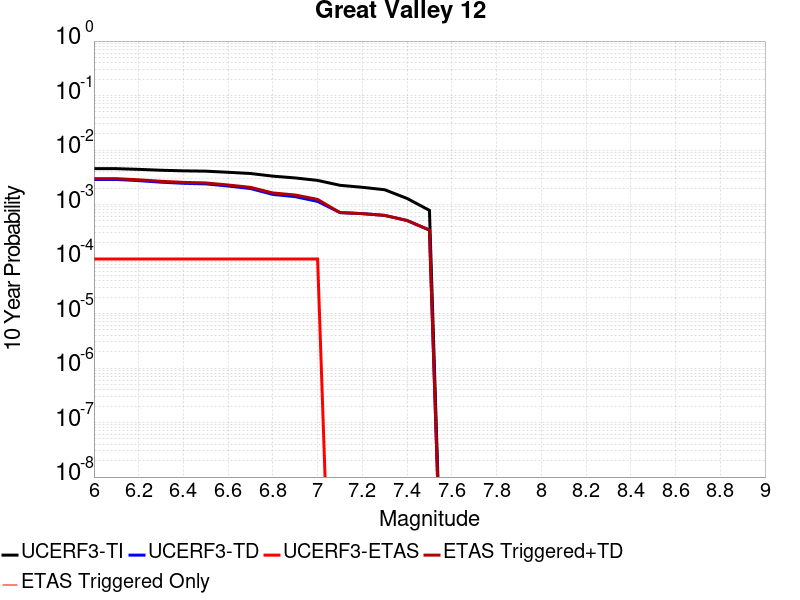 Great Valley 12
10 Year Probability
10^0
10^-1
10^-2
10^-3
10^-4
10^-5
10^-6
10^-7
10^-8
6 6.2 6.4 6.6 6.8 7 7.2 7.4 7.6 7.8 8 8.2 8.4 8.6 8.8 9
Magnitude
UCERF3-TI UCERF3-TD UCERF3-ETAS ETAS Triggered+TD
ETAS Triggered Only